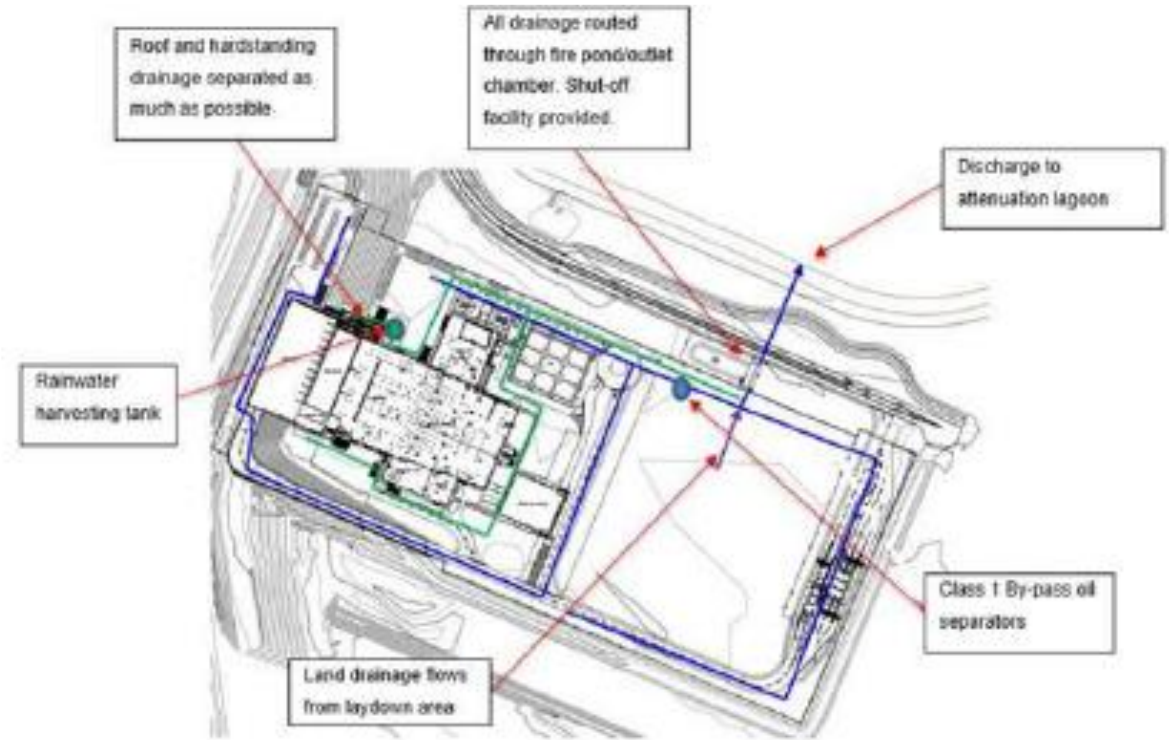 Roof and hardstanding
drainage separated as
much as possible.
All drainage routed
through fire pond/outlet
chamber. Shut-off
facility provided.
Discharge to
attenuation lagoon
Rainwater
harvesting tank
Class 1 By-pass oil
separators
Land drainage flows
from laydown area